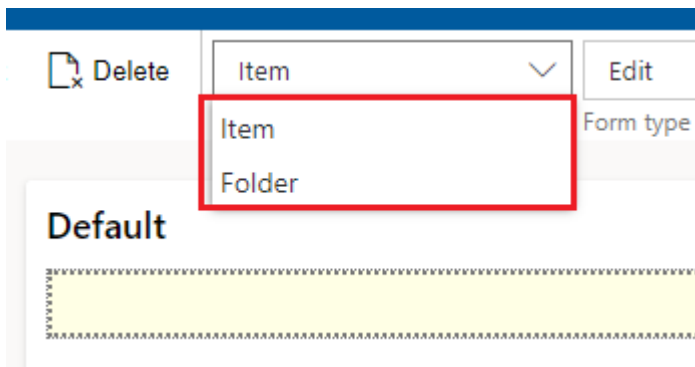 Delete
Item
Edit
Item
Form type
Folder
Default